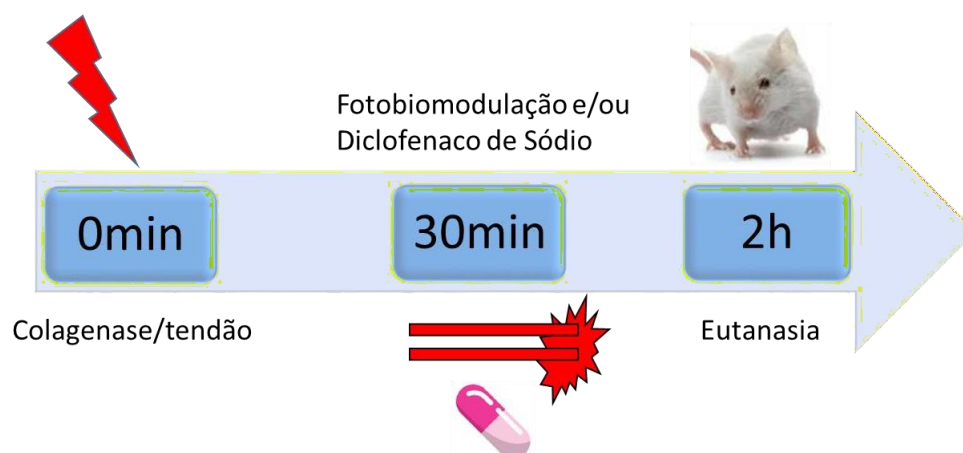 Fotobiomodulação e/ou
Diclofenaco de Sódio
0min
30min
2h
Colagenase/tendão
Eutanasia